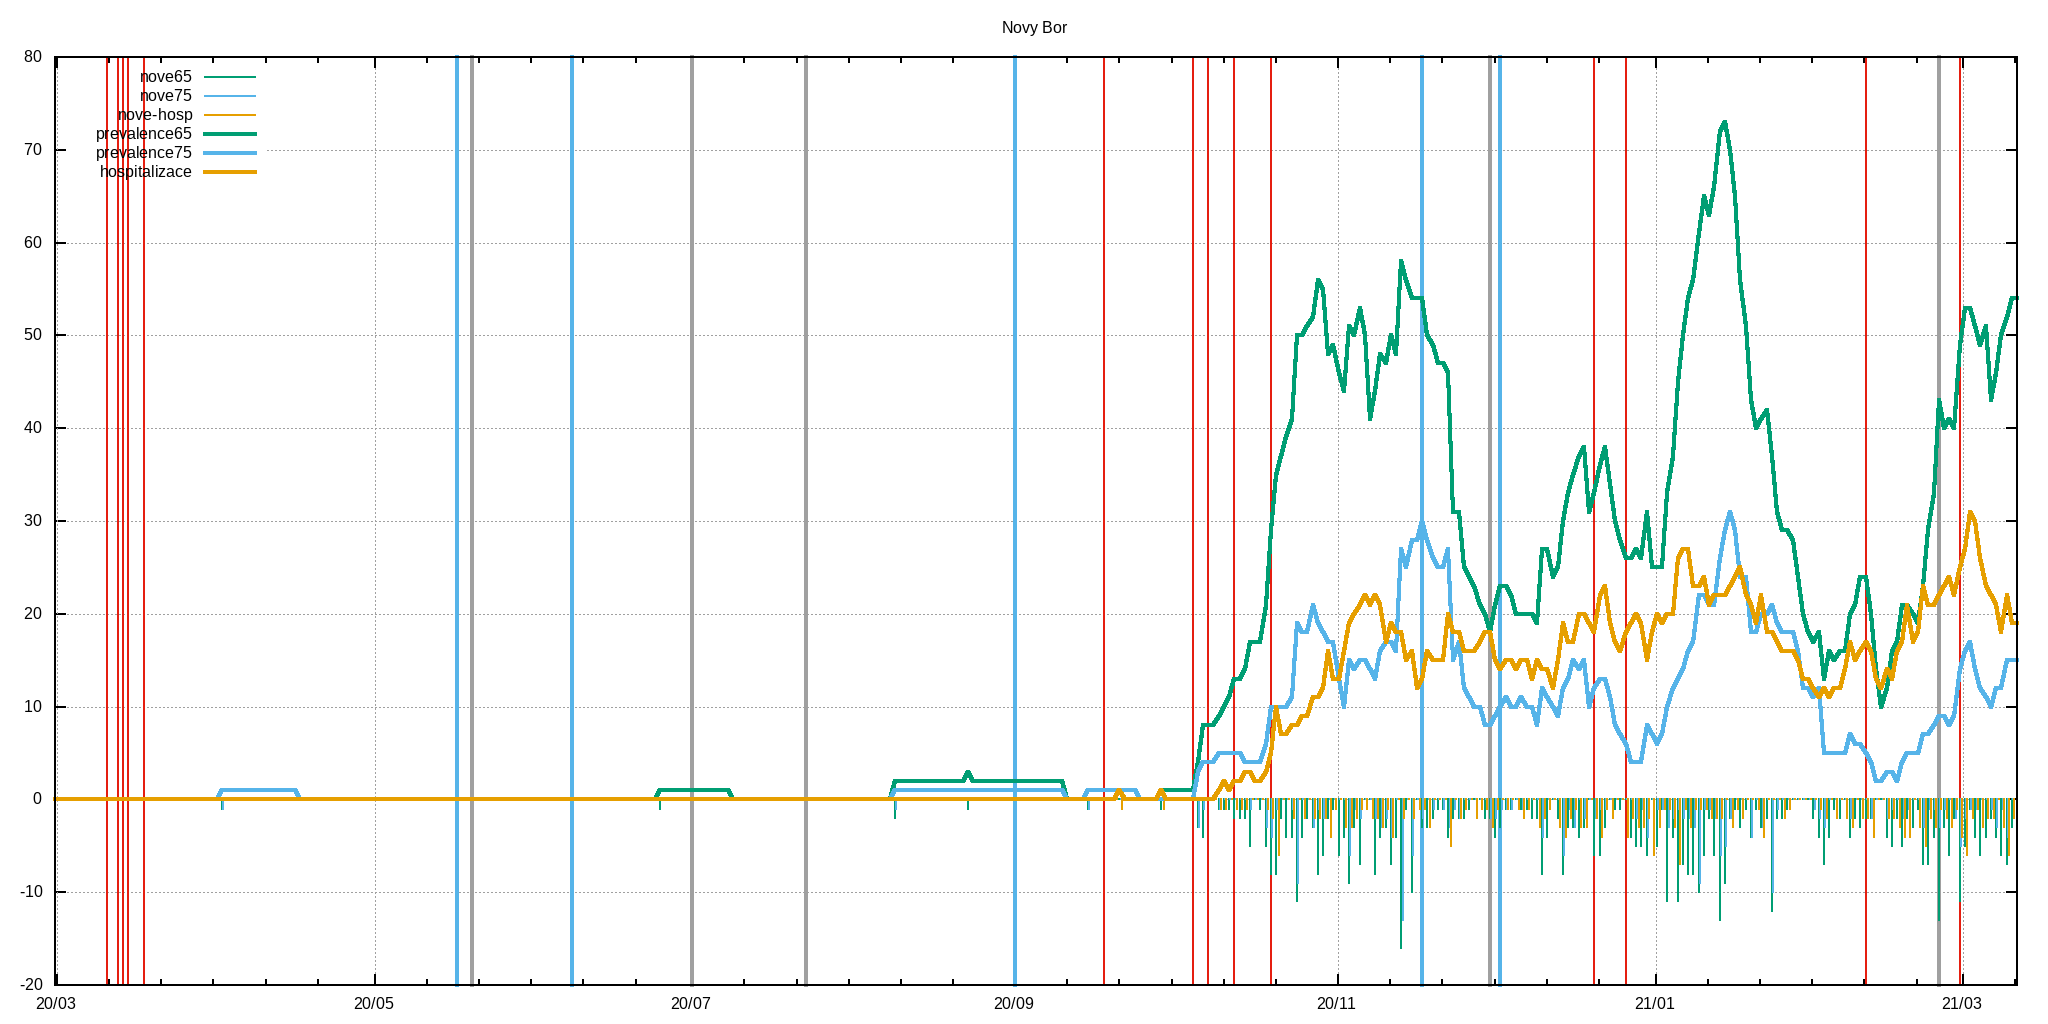 Novy Bor
80
70
60
50
40
30
20
10
0
-10
-20
nove65
nove75
nove-hosp
prevalence65
prevalence75
hospitalizace
20/03 20/05 20/07 20/09 20/11 21/01 21/03